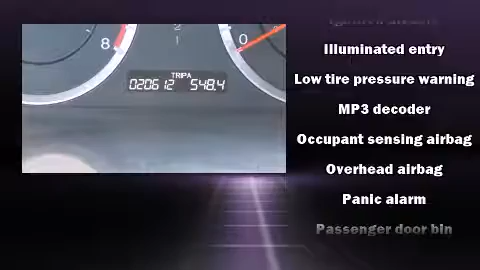 8
0
TRIP A
020612 548.4
Illuminated entry
Low tire pressure warning
MP3 decoder
Occupant sensing airbag
Overhead airbag
Panic alarm
Passenger door bin